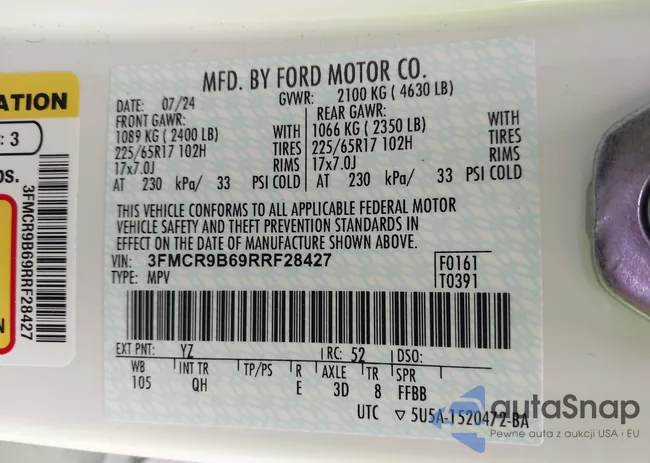 MFD. BY FORD MOTOR CO.
DATE: 07/24 GVWR: 2100 KG ( 4630 LB)
FRONT GAWR: REAR GAWR:
1089 KG ( 2400 LB) WITH 1066 KG ( 2350 LB) WITH
225/65R17 102H TIRES 225/65R17 102H TIRES
17x7.0J RIMS 17x7.0J RIMS
AT 230 kPa/ 33 PSI COLD AT 230 kPa/ 33 PSI COLD
THIS VEHICLE CONFORMS TO ALL APPLICABLE FEDERAL MOTOR
VEHICLE SAFETY AND THEFT PREVENTION STANDARDS IN
EFFECT ON THE DATE OF MANUFACTURE SHOWN ABOVE.
VIN: 3FMCR9B69RRF28427 F0161
TYPE: MPV T0391
EXT PNT: YZ RC: 52 DSO:
WB INT TR TP/PS R AXLE TR SPR
105 QH E 3D 8 FFBB
UTC ▽ 5U5A-1520472-BA
ATION
: 3
os.
3FMCR9B69RRF28427
N
autoSnap
Pewne auta z aukcji USA i EU